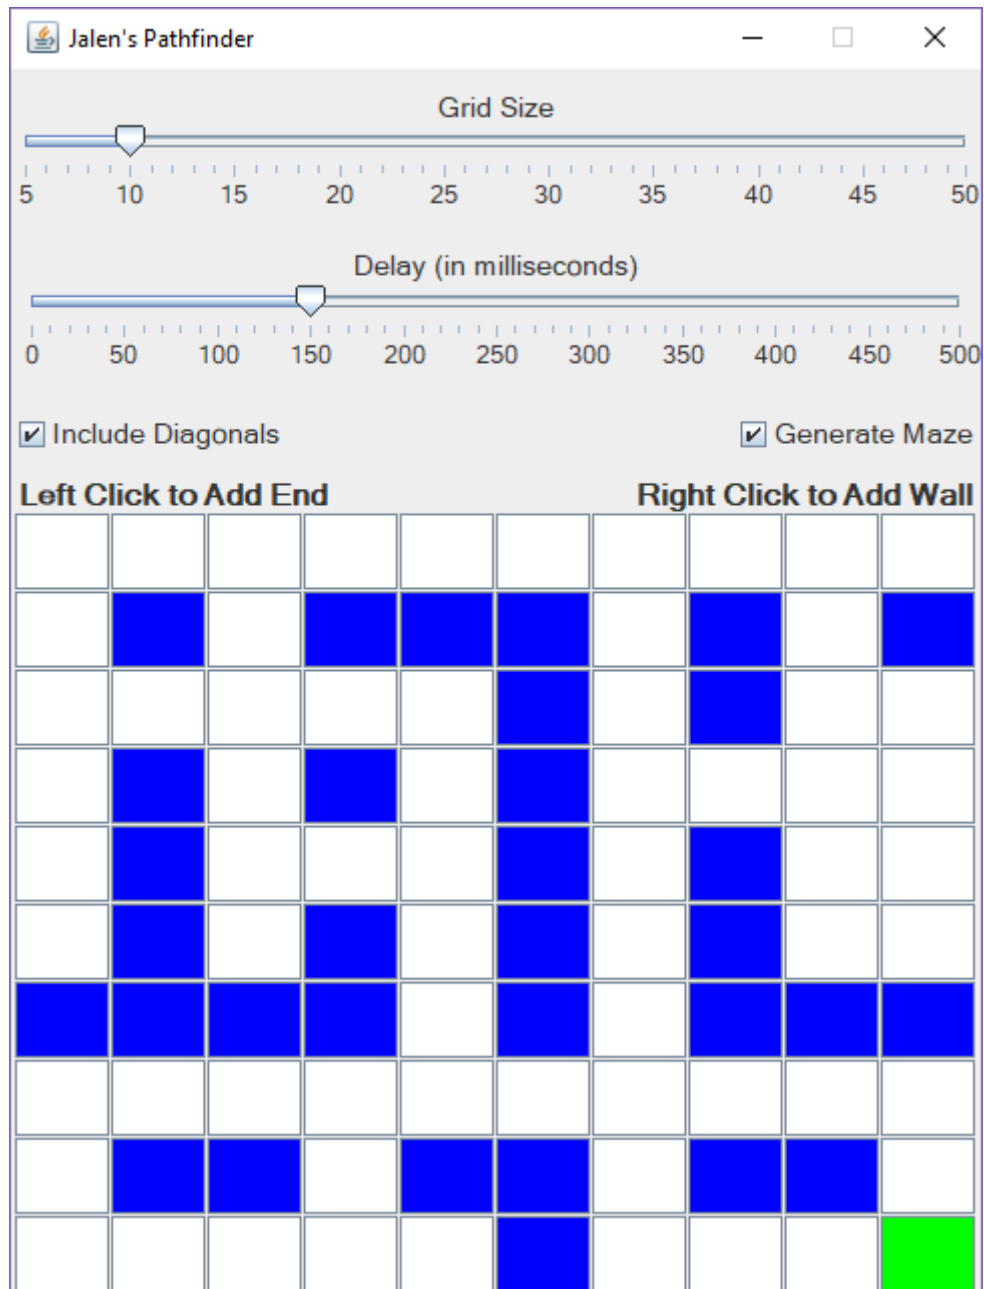 Jalen's Pathfinder
Grid Size
5 10 15 20 25 30 35 40 45 50
Delay (in milliseconds)
0 50 100 150 200 250 300 350 400 450 500
Include Diagonals Generate Maze
Left Click to Add End Right Click to Add Wall